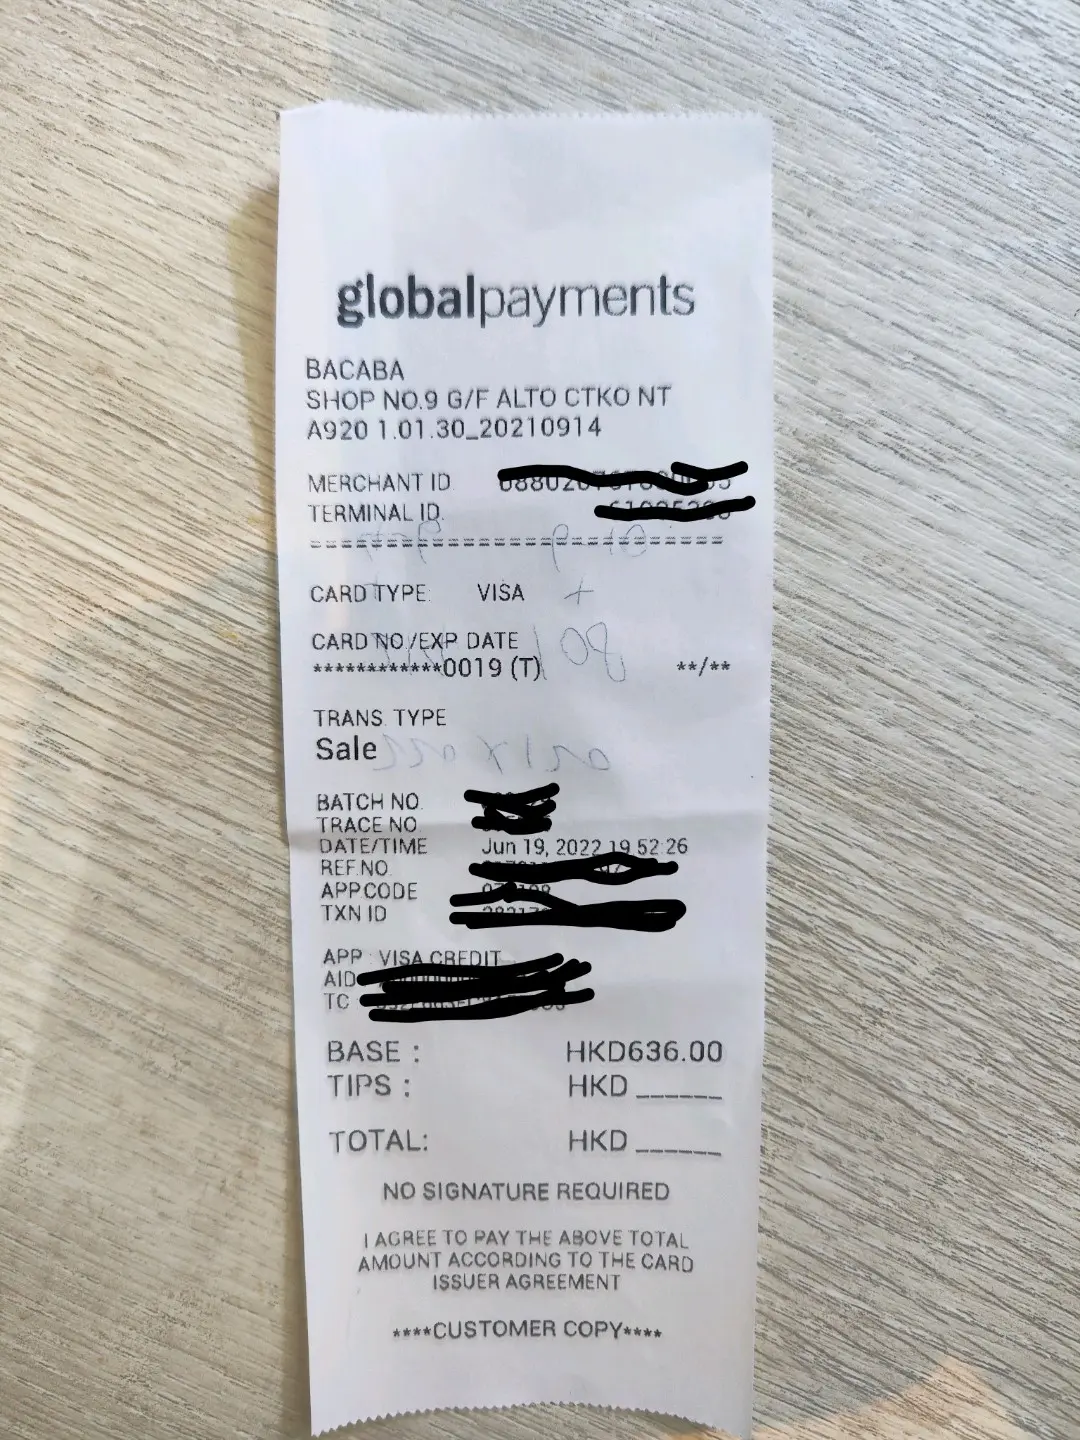 globalpayments
BACABA
SHOP NO.9 G/F ALTO CTKO NT
A920 1.01.30_20210914
MERCHANT ID
TERMINAL ID.
==============================
CARD TYPE: VISA
CARD NO./EXP DATE
************0019 (T) **/**
TRANS. TYPE
Sale
BATCH NO.
TRACE NO.
DATE/TIME Jun 19, 2022 19:52:26
REF.NO.
APP.CODE
TXN ID
APP : VISA CREDIT
AID
TC
BASE : HKD636.00
TIPS : HKD ______
TOTAL: HKD ______
NO SIGNATURE REQUIRED
I AGREE TO PAY THE ABOVE TOTAL
AMOUNT ACCORDING TO THE CARD
ISSUER AGREEMENT
****CUSTOMER COPY****